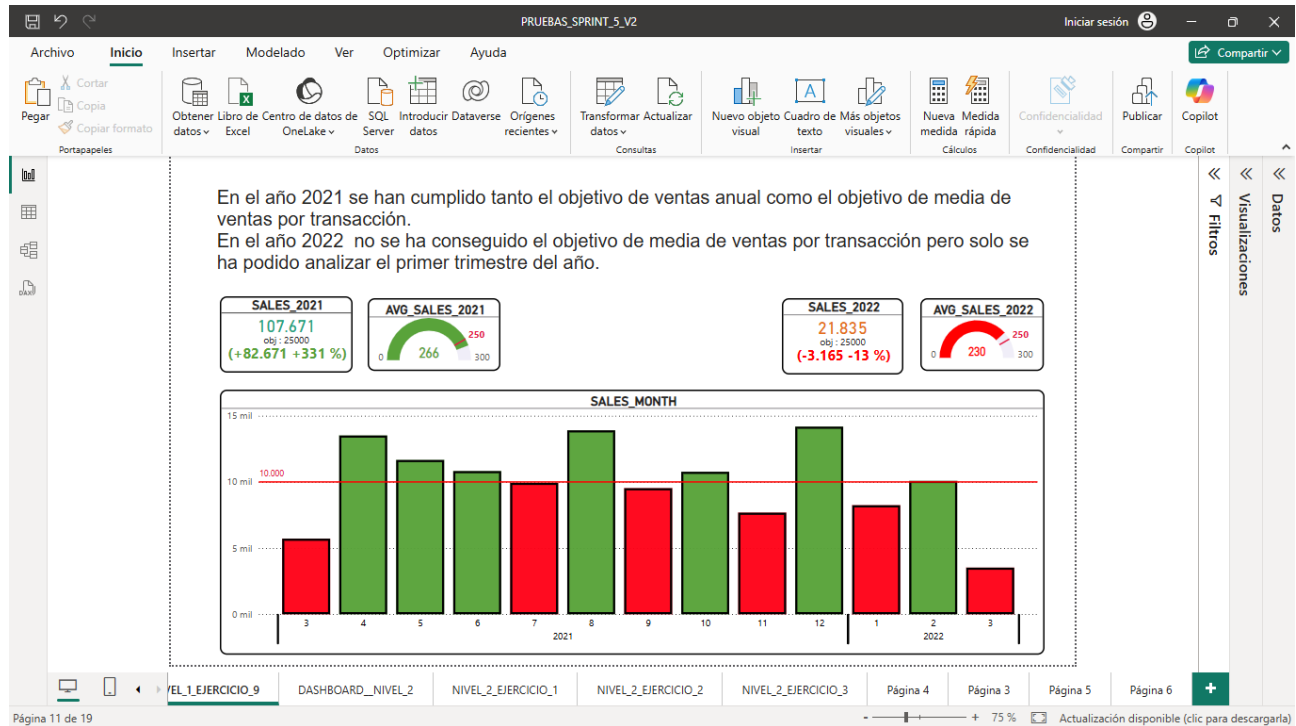 PRUEBAS_SPRINT_5_V2
Iniciar sesión
Archivo Inicio Insertar Modelado Ver Optimizar Ayuda
Compartir
Pegar
Cortar
Copia
Copiar formato
Portapapeles
Obtener datos
Libro de Excel
Centro de datos de OneLake
SQL Server
Introducir datos
Dataverse
Orígenes recientes
Datos
Transformar datos
Actualizar
Consultas
Nuevo objeto visual
Cuadro de texto
Más objetos visuales
Insertar
Nueva medida
Medida rápida
Cálculos
Confidencialidad
Confidencialidad
Publicar
Compartir
Copilot
Copilot
En el año 2021 se han cumplido tanto el objetivo de ventas anual como el objetivo de media de
ventas por transacción.
En el año 2022 no se ha conseguido el objetivo de media de ventas por transacción pero solo se
ha podido analizar el primer trimestre del año.
SALES_2021
107.671
obj : 25000
(+82.671 +331 %)
AVG_SALES_2021
250
266
0 300
SALES_2022
21.835
obj : 25000
(-3.165 -13 %)
AVG_SALES_2022
250
230
0 300
SALES_MONTH
15 mil
10.000
10 mil
5 mil
0 mil
3 4 5 6 7 8 9 10 11 12 1 2 3
2021 2022
Filtros
Visualizaciones
Datos
VEL_1_EJERCICIO_9 DASHBOARD__NIVEL_2 NIVEL_2_EJERCICIO_1 NIVEL_2_EJERCICIO_2 NIVEL_2_EJERCICIO_3 Página 4 Página 3 Página 5 Página 6
Página 11 de 19
- + 75 %
Actualización disponible (clic para descargarla)